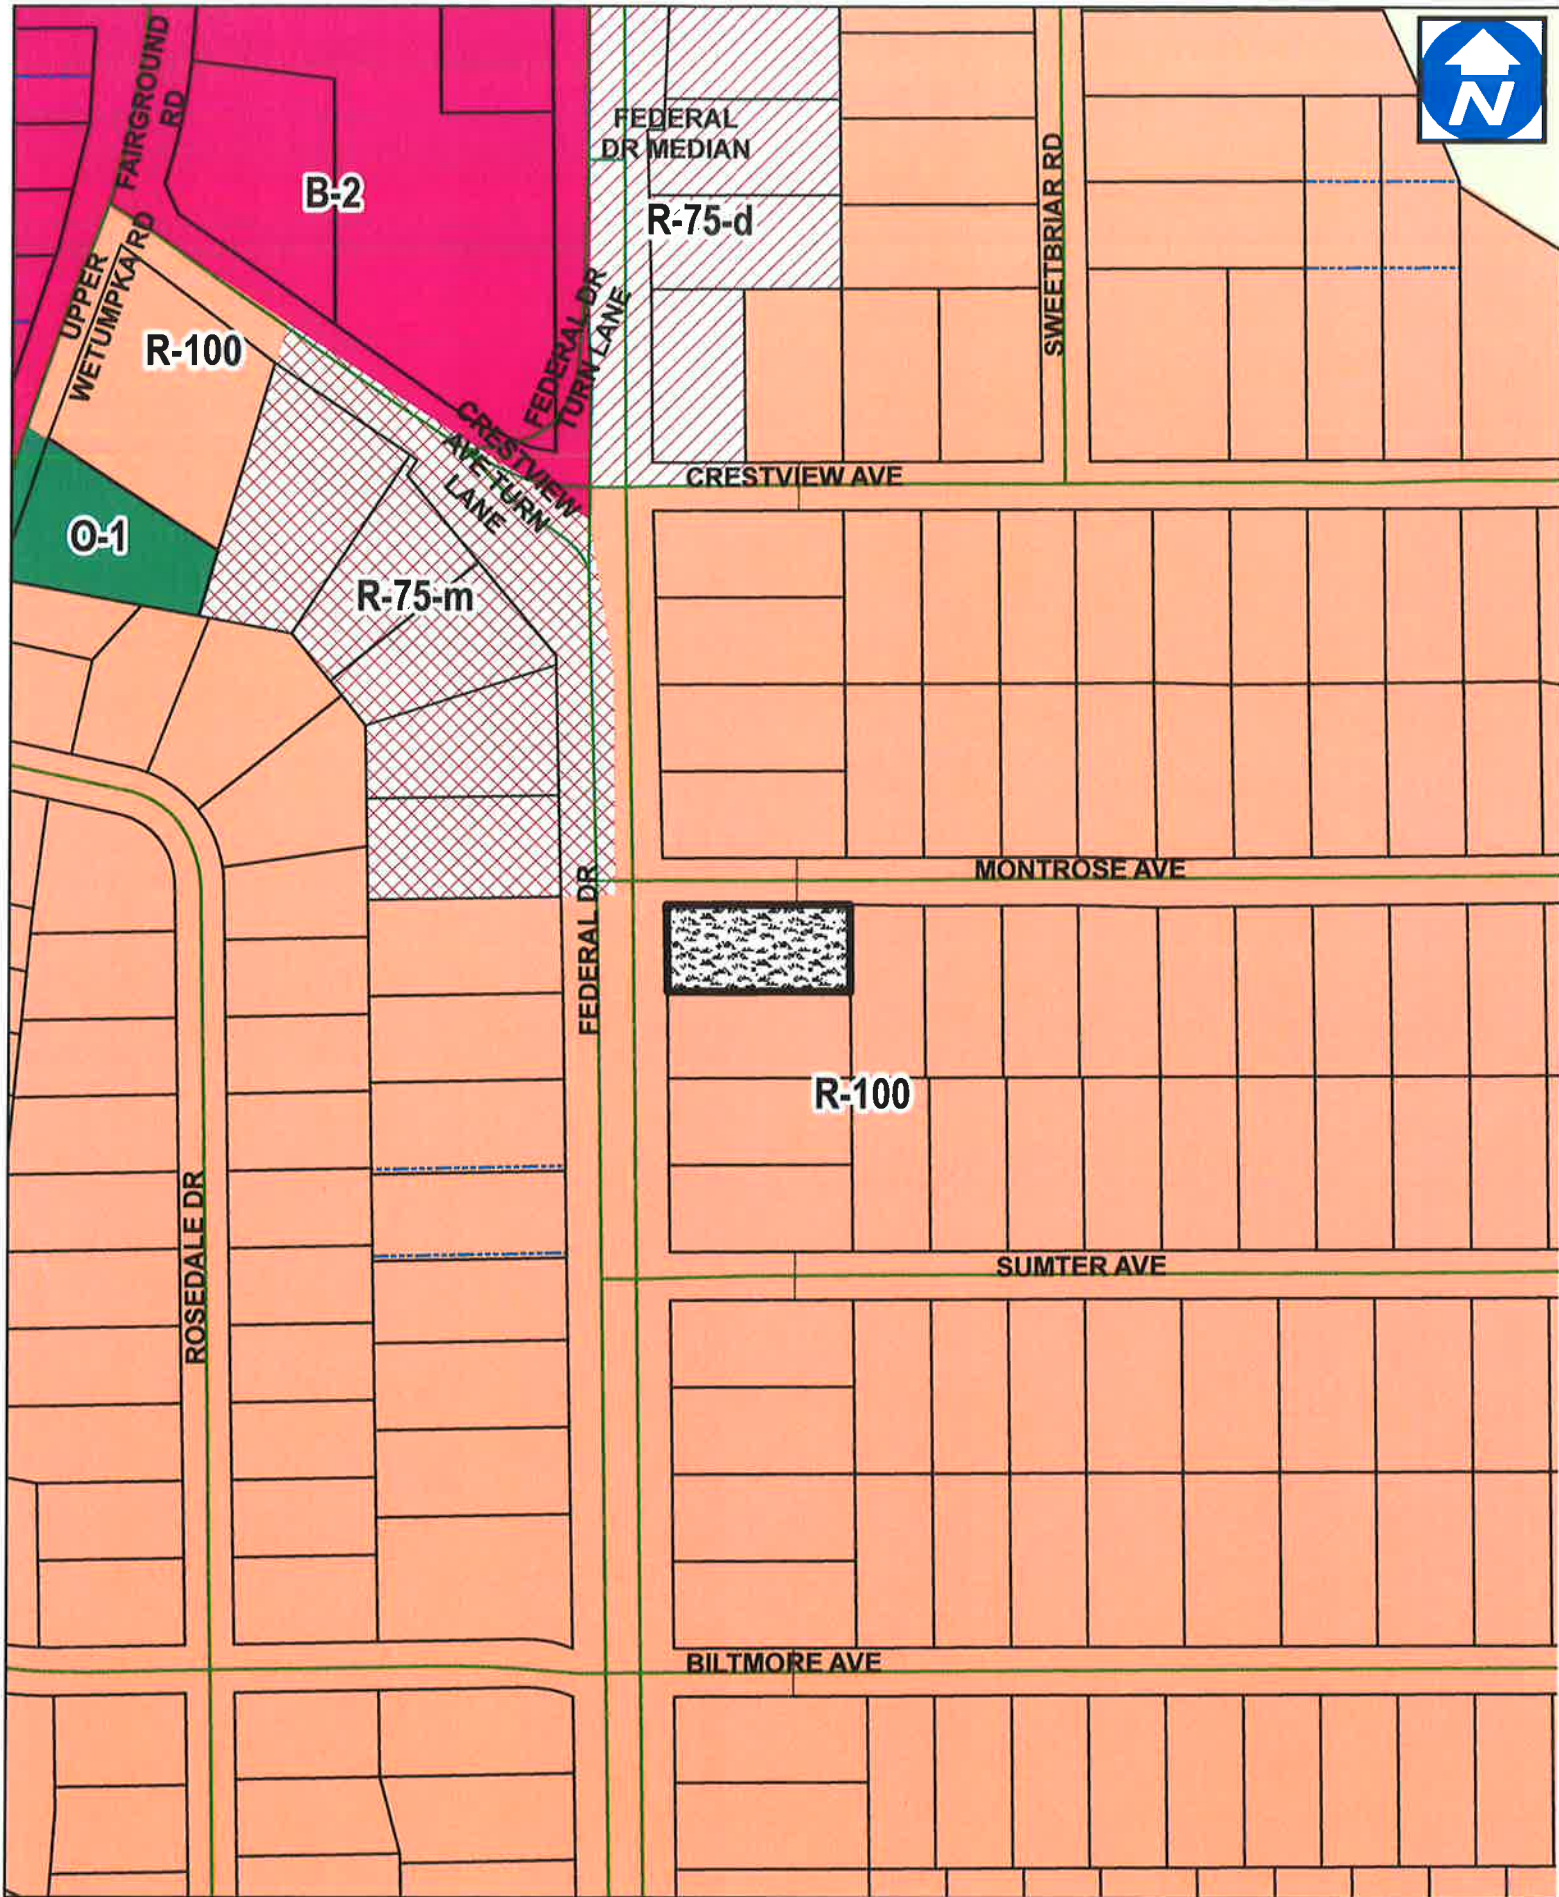 FAIRGROUND
RD
B-2
FEDERAL
DR MEDIAN
R-75-d
N
SWEETBRIAR RD
UPPER
WETUMPKA RD
R-100
FEDERAL DR
TURN LANE
CRESTVIEW
AVE TURN
LANE
CRESTVIEW AVE
O-1
R-75-m
MONTROSE AVE
FEDERAL DR
R-100
ROSEDALE DR
SUMTER AVE
BILTMORE AVE